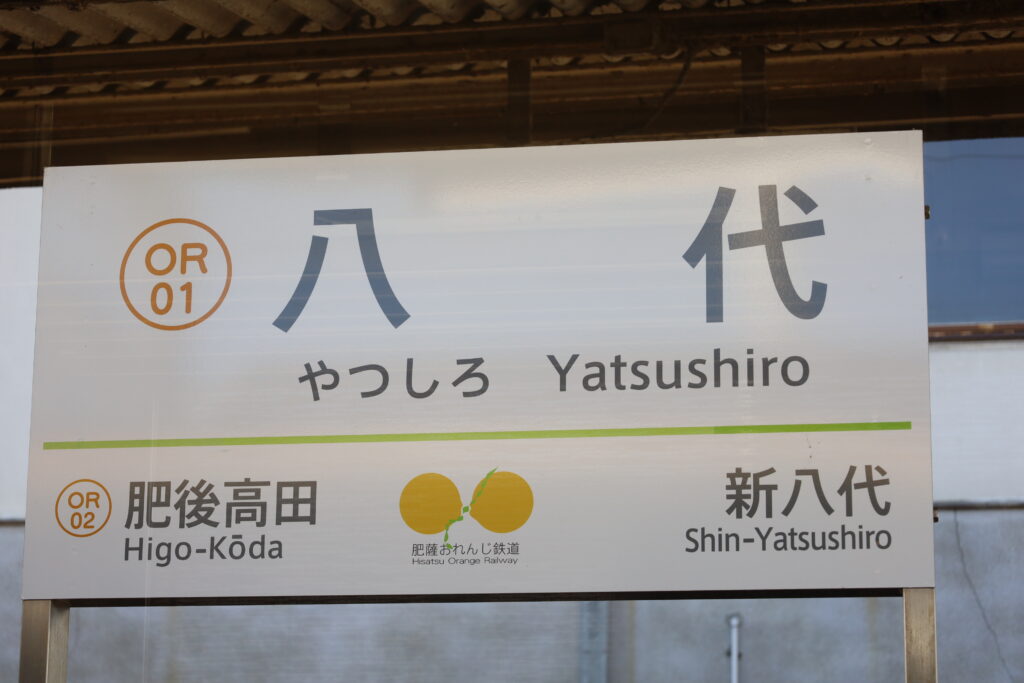 OR
01
八代
やつしろ Yatsushiro
OR
02
肥後高田
Higo-Kōda
肥薩おれんじ鉄道
Hisatsu Orange Railway
新八代
Shin-Yatsushiro